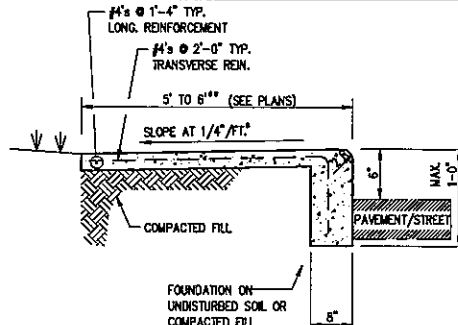 #4's @ 1'-4" TYP.
LONG. REINFORCEMENT
#4's @ 2'-0" TYP.
TRANSVERSE REIN.
5' TO 6'** (SEE PLANS)
SLOPE AT 1/4"/FT.*
6"
MAX.
1'-0"
PAVEMENT/STREET
COMPACTED FILL
FOUNDATION ON
UNDISTURBED SOIL OR
COMPACTED FILL
8"